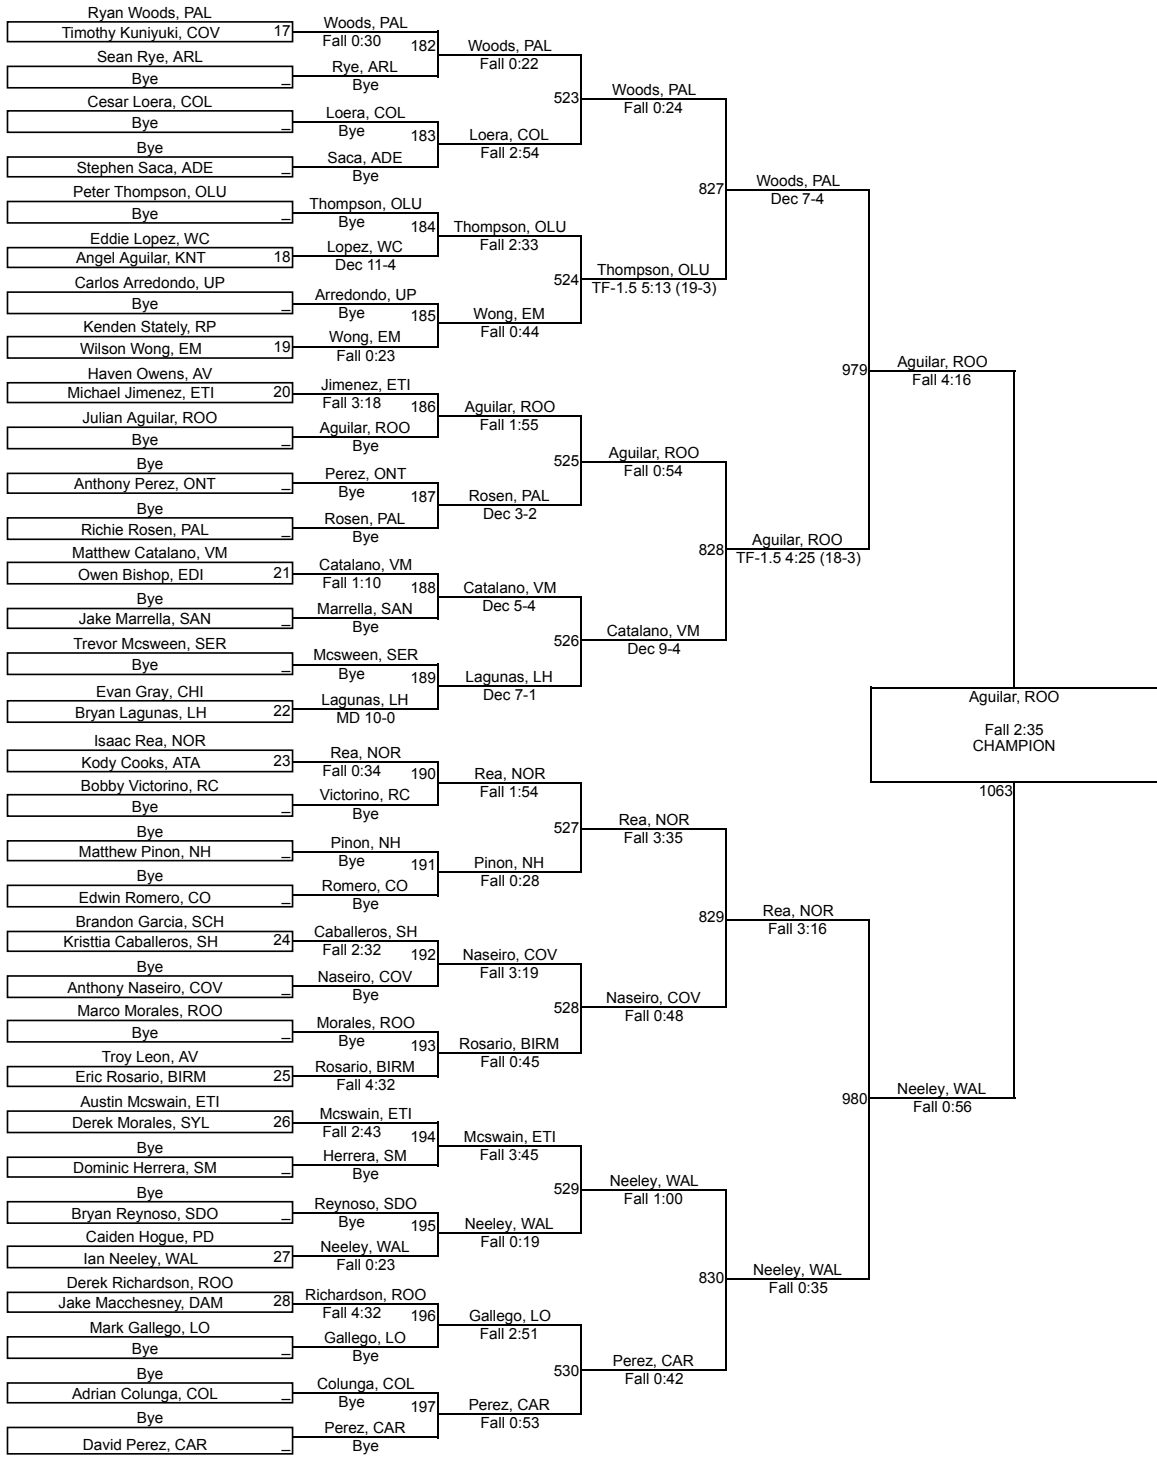 Ryan Woods, PAL
Timothy Kuniyuki, COV 17
Sean Rye, ARL
Bye _
Cesar Loera, COL
Bye _
Bye
Stephen Saca, ADE _
Peter Thompson, OLU
Bye _
Eddie Lopez, WC
Angel Aguilar, KNT 18
Carlos Arredondo, UP
Bye _
Kenden Stately, RP
Wilson Wong, EM 19
Haven Owens, AV
Michael Jimenez, ETI 20
Julian Aguilar, ROO
Bye _
Bye
Anthony Perez, ONT _
Bye
Richie Rosen, PAL _
Matthew Catalano, VM
Owen Bishop, EDI 21
Bye
Jake Marrella, SAN _
Trevor Mcsween, SER
Bye _
Evan Gray, CHI
Bryan Lagunas, LH 22
Isaac Rea, NOR
Kody Cooks, ATA 23
Bobby Victorino, RC
Bye _
Bye
Matthew Pinon, NH _
Bye
Edwin Romero, CO _
Brandon Garcia, SCH
Kristtia Caballeros, SH 24
Bye
Anthony Naseiro, COV _
Marco Morales, ROO
Bye _
Troy Leon, AV
Eric Rosario, BIRM 25
Austin Mcswain, ETI
Derek Morales, SYL 26
Bye
Dominic Herrera, SM _
Bye
Bryan Reynoso, SDO _
Caiden Hogue, PD
Ian Neeley, WAL 27
Derek Richardson, ROO
Jake Macchesney, DAM 28
Mark Gallego, LO
Bye _
Bye
Adrian Colunga, COL _
Bye
David Perez, CAR _
Woods, PAL
Fall 0:30
182
Rye, ARL
Bye
Loera, COL
Bye
183
Saca, ADE
Bye
Thompson, OLU
Bye
184
Lopez, WC
Dec 11-4
Arredondo, UP
Bye
185
Wong, EM
Fall 0:23
Jimenez, ETI
Fall 3:18
186
Aguilar, ROO
Bye
Perez, ONT
Bye
187
Rosen, PAL
Bye
Catalano, VM
Fall 1:10
188
Marrella, SAN
Bye
Mcsween, SER
Bye
189
Lagunas, LH
MD 10-0
Rea, NOR
Fall 0:34
190
Victorino, RC
Bye
Pinon, NH
Bye
191
Romero, CO
Bye
Caballeros, SH
Fall 2:32
192
Naseiro, COV
Bye
Morales, ROO
Bye
193
Rosario, BIRM
Fall 4:32
Mcswain, ETI
Fall 2:43
194
Herrera, SM
Bye
Reynoso, SDO
Bye
195
Neeley, WAL
Fall 0:23
Richardson, ROO
Fall 4:32
196
Gallego, LO
Bye
Colunga, COL
Bye
197
Perez, CAR
Bye
Woods, PAL
Fall 0:22
523
Loera, COL
Fall 2:54
Thompson, OLU
Fall 2:33
524
Wong, EM
Fall 0:44
Aguilar, ROO
Fall 1:55
525
Rosen, PAL
Dec 3-2
Catalano, VM
Dec 5-4
526
Lagunas, LH
Dec 7-1
Rea, NOR
Fall 1:54
527
Pinon, NH
Fall 0:28
Naseiro, COV
Fall 3:19
528
Rosario, BIRM
Fall 0:45
Mcswain, ETI
Fall 3:45
529
Neeley, WAL
Fall 0:19
Gallego, LO
Fall 2:51
530
Perez, CAR
Fall 0:53
Woods, PAL
Fall 0:24
827
Thompson, OLU
TF-1.5 5:13 (19-3)
Aguilar, ROO
Fall 0:54
828
Catalano, VM
Dec 9-4
Rea, NOR
Fall 3:35
829
Naseiro, COV
Fall 0:48
Neeley, WAL
Fall 1:00
830
Perez, CAR
Fall 0:42
Woods, PAL
Dec 7-4
979
Aguilar, ROO
TF-1.5 4:25 (18-3)
Rea, NOR
Fall 3:16
980
Neeley, WAL
Fall 0:35
Aguilar, ROO
Fall 4:16
Neeley, WAL
Fall 0:56
Aguilar, ROO
Fall 2:35
CHAMPION
1063